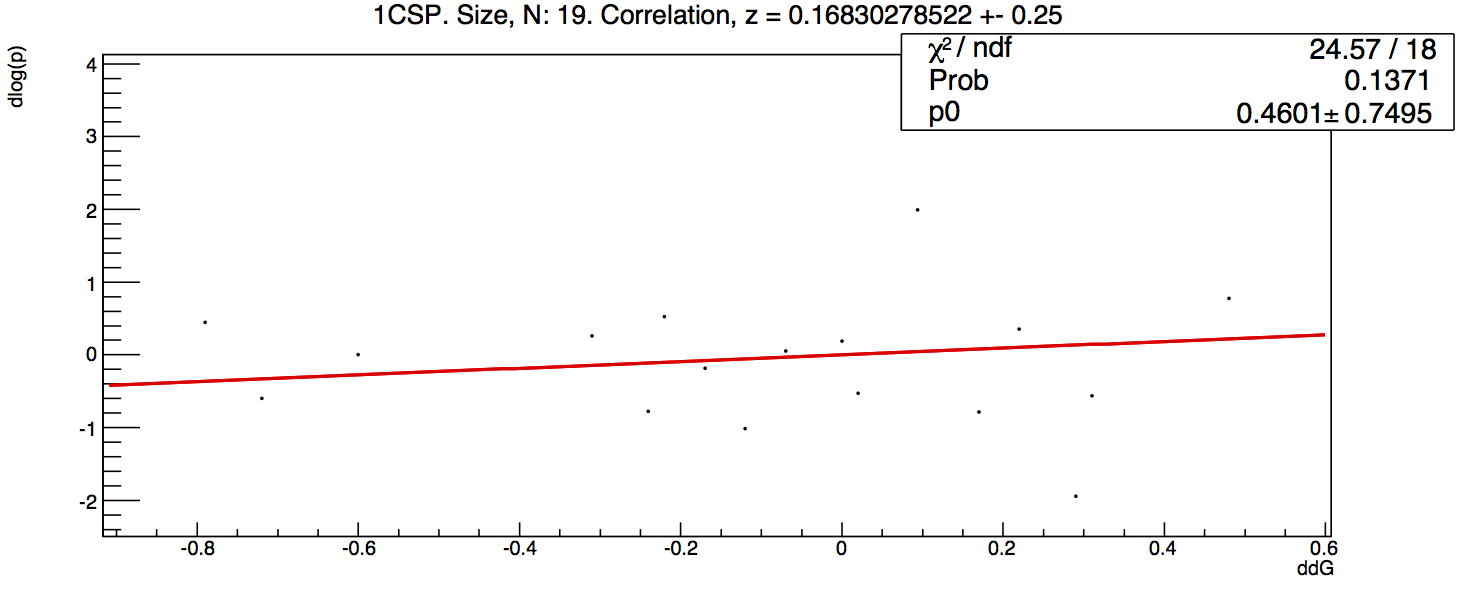 1CSP. Size, N: 19. Correlation, z = 0.16830278522 +- 0.25
χ² / ndf 24.57 / 18
Prob 0.1371
p0 0.4601± 0.7495
dlog(p)
4
3
2
1
0
-1
-2
-0.8 -0.6 -0.4 -0.2 0 0.2 0.4 0.6
ddG